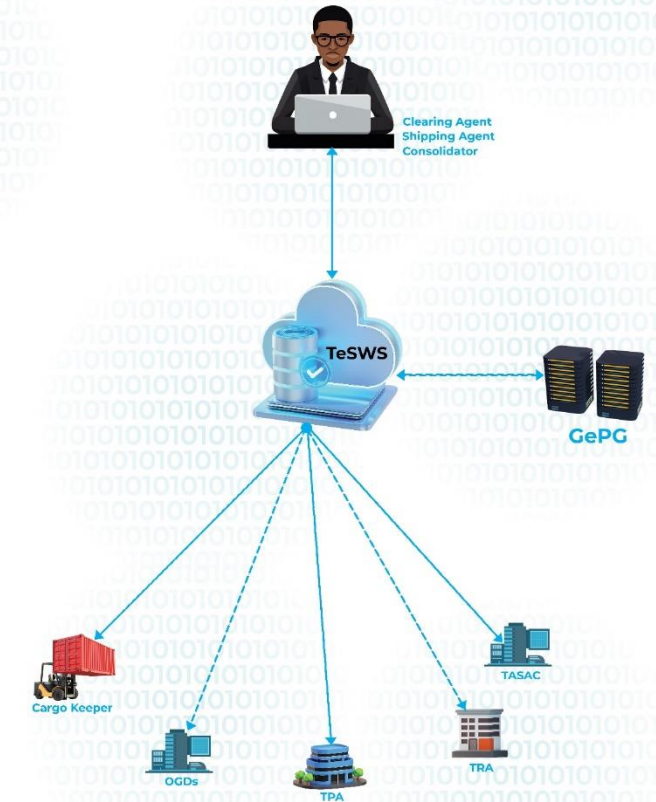 Clearing Agent
Shipping Agent
Consolidator
TeSWS
GePG
TASAC
Cargo Keeper
TRA
OGDs
TPA